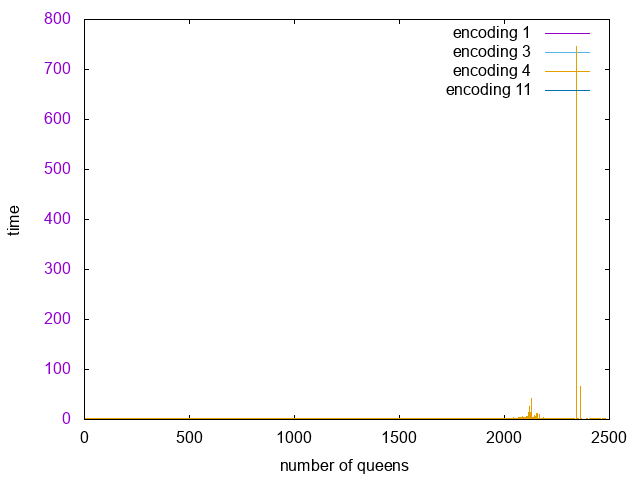 800
700
600
500
400
300
200
100
0
time
encoding 1
encoding 3
encoding 4
encoding 11
0 500 1000 1500 2000 2500
number of queens